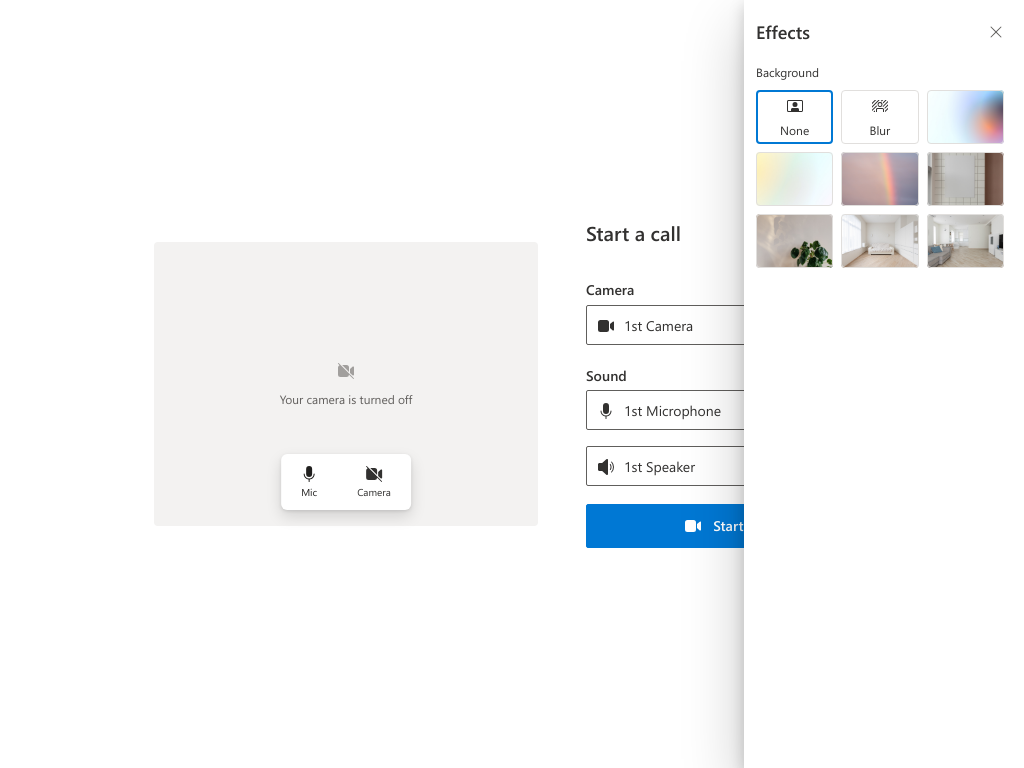 Effects
Background
None
Blur
Start a call
Camera
1st Camera
Sound
1st Microphone
1st Speaker
Start
Your camera is turned off
Mic
Camera